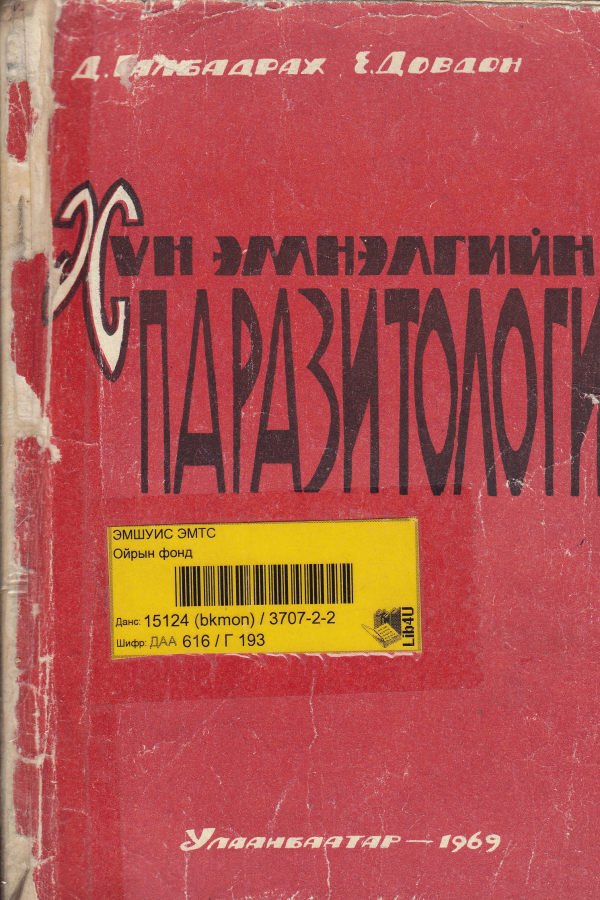 Д. Ганбадрах Е. Довдон
Хүн эмнэлгийн
паразитологи
ЭМШУИС ЭМТС
Ойрын фонд
Данс: 15124 (bkmon) / 3707-2-2
Шифр: ДАА 616 / Г 193
Lib4U
Улаанбаатар — 1969